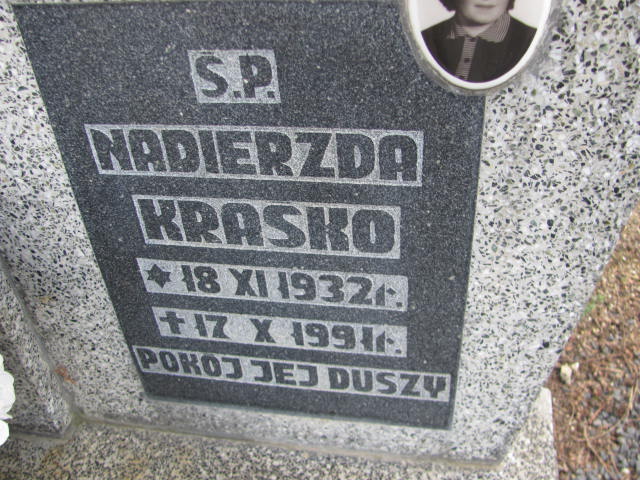 S.P.
NADIERZDA
KRASKO
* 18 XI 1932 r.
+ 17 X 1991 r.
POKOJ JEJ DUSZY